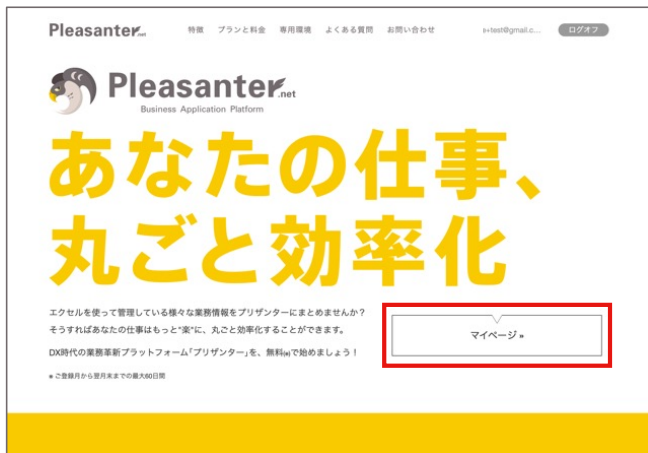 Pleasanter.net 特徴 プランと料金 専用環境 よくある質問 お問い合わせ +test@gmail.c... ログオフ
Pleasanter.net
Business Application Platform
あなたの仕事、
丸ごと効率化
エクセルを使って管理している様々な業務情報をプリザンターにまとめませんか？
そうすればあなたの仕事はもっと"楽"に、丸ごと効率化することができます。
マイページ »
DX時代の業務革新プラットフォーム「プリザンター」を、無料(※)で始めましょう！
※ ご登録月から翌月末までの最大60日間